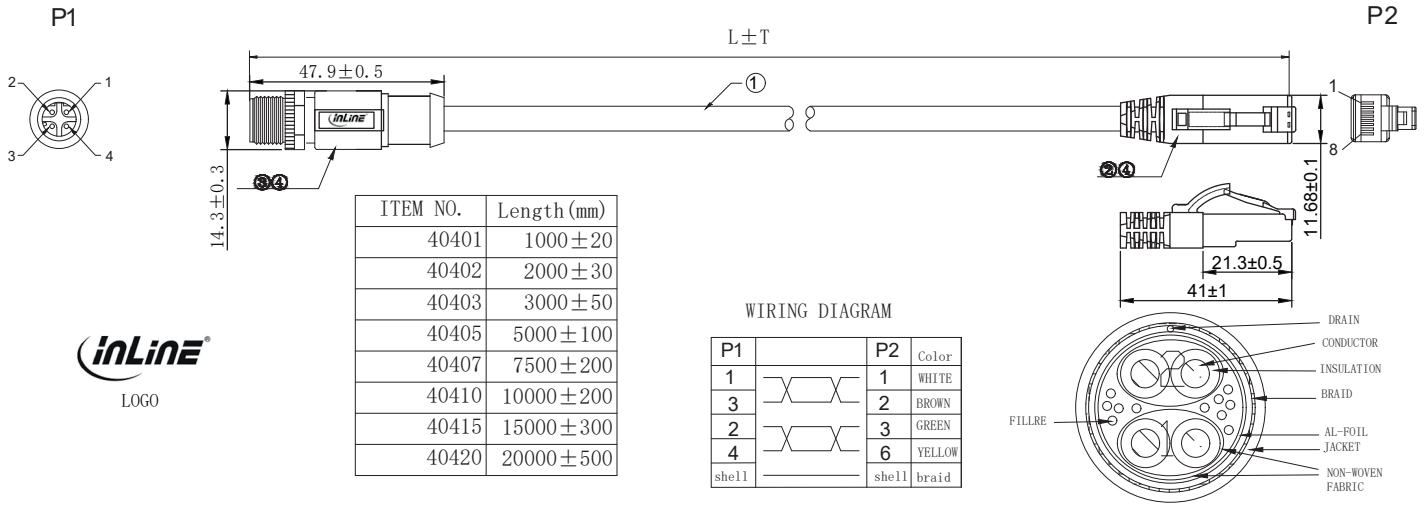 P1
P2
L±T
47.9±0.5
①
inLine
2
1
3
4
1
8
14.3±0.3
③④
②④
11.68±0.1
21.3±0.5
41±1
ITEM NO. Length(mm)
40401 1000±20
40402 2000±30
40403 3000±50
40405 5000±100
40407 7500±200
40410 10000±200
40415 15000±300
40420 20000±500
inLine®
LOGO
WIRING DIAGRAM
P1 P2 Color
1 1 WHITE
3 2 BROWN
2 3 GREEN
4 6 YELLOW
shell shell braid
DRAIN
CONDUCTOR
INSULATION
BRAID
FILLRE
AL-FOIL
JACKET
NON-WOVEN
FABRIC
2
1